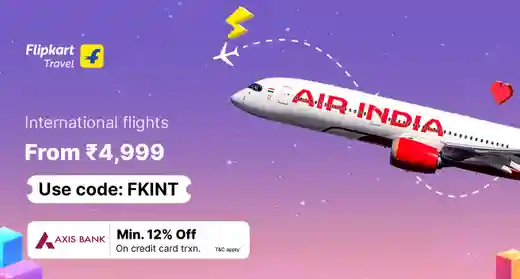 Flipkart
Travel
AIR INDIA
International flights
From ₹4,999
Use code: FKINT
AXIS BANK
Min. 12% Off
On credit card trxn.
T&C apply